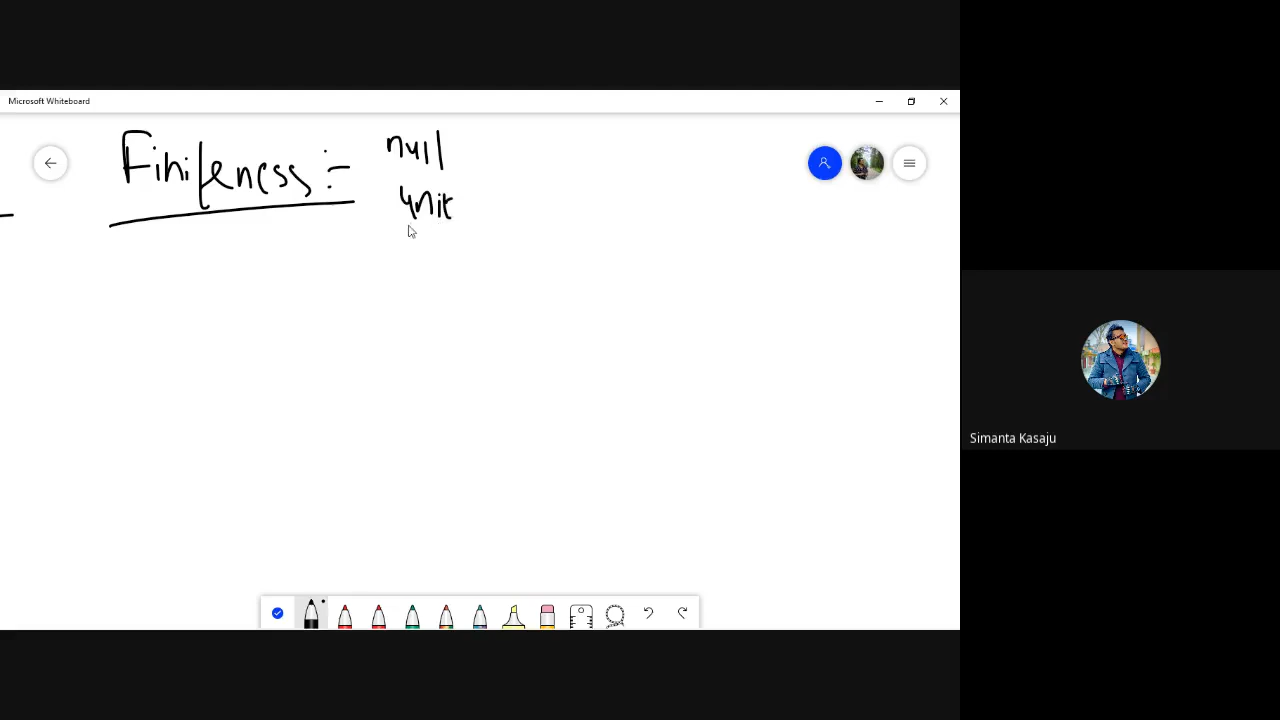 Microsoft Whiteboard
Finiteness :-
null
unit
Simanta Kasaju